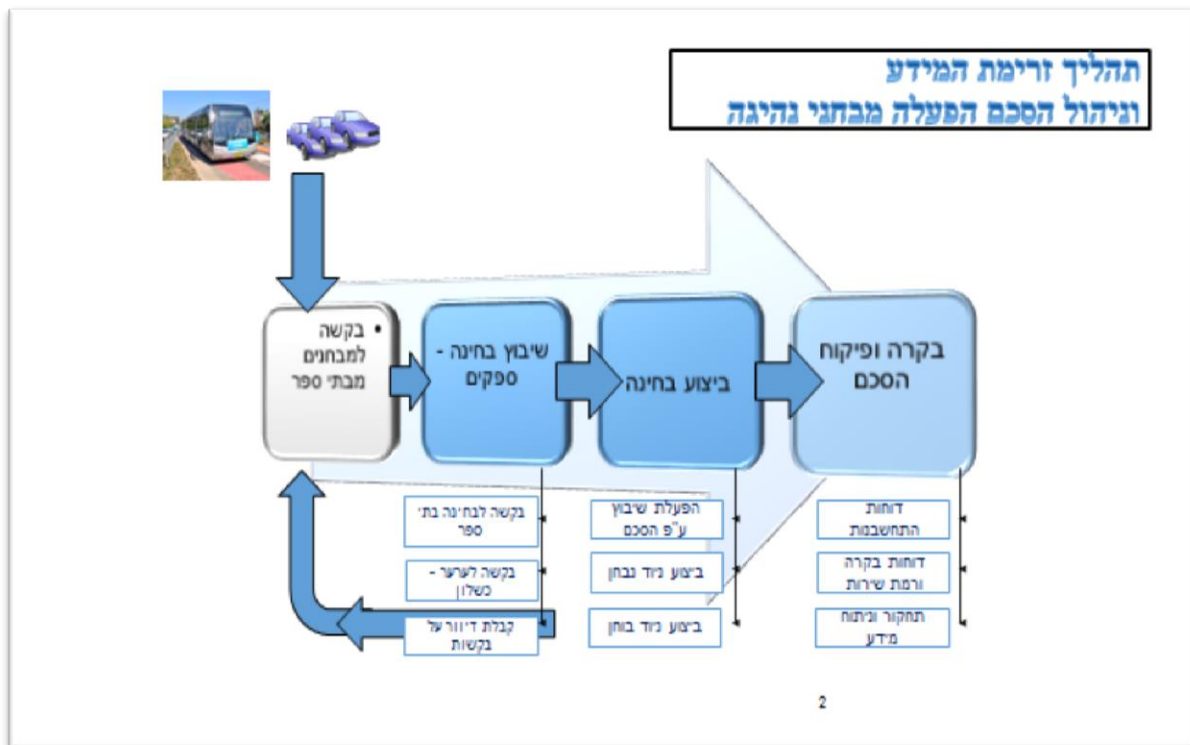 תהליך זרימת המידע
וניהול הסכם הפעלה מבחני נהיגה
• בקשה
למבחנים
מבתי ספר
שיבוץ בחינה -
ספקים
ביצוע בחינה
בקרה ופיקוח
הסכם
בקשה לבחינה בתי
ספר
בקשה לערער -
כשלון
קבלת דיוור על
בקשות
הפעלת שיבוץ
ע"פ הסכם
ביצוע ניוד נבחן
ביצוע ניוד בוחן
דוחות
התחשבנות
דוחות בקרה
ורמת שירות
תחקור וניתוח
מידע
2